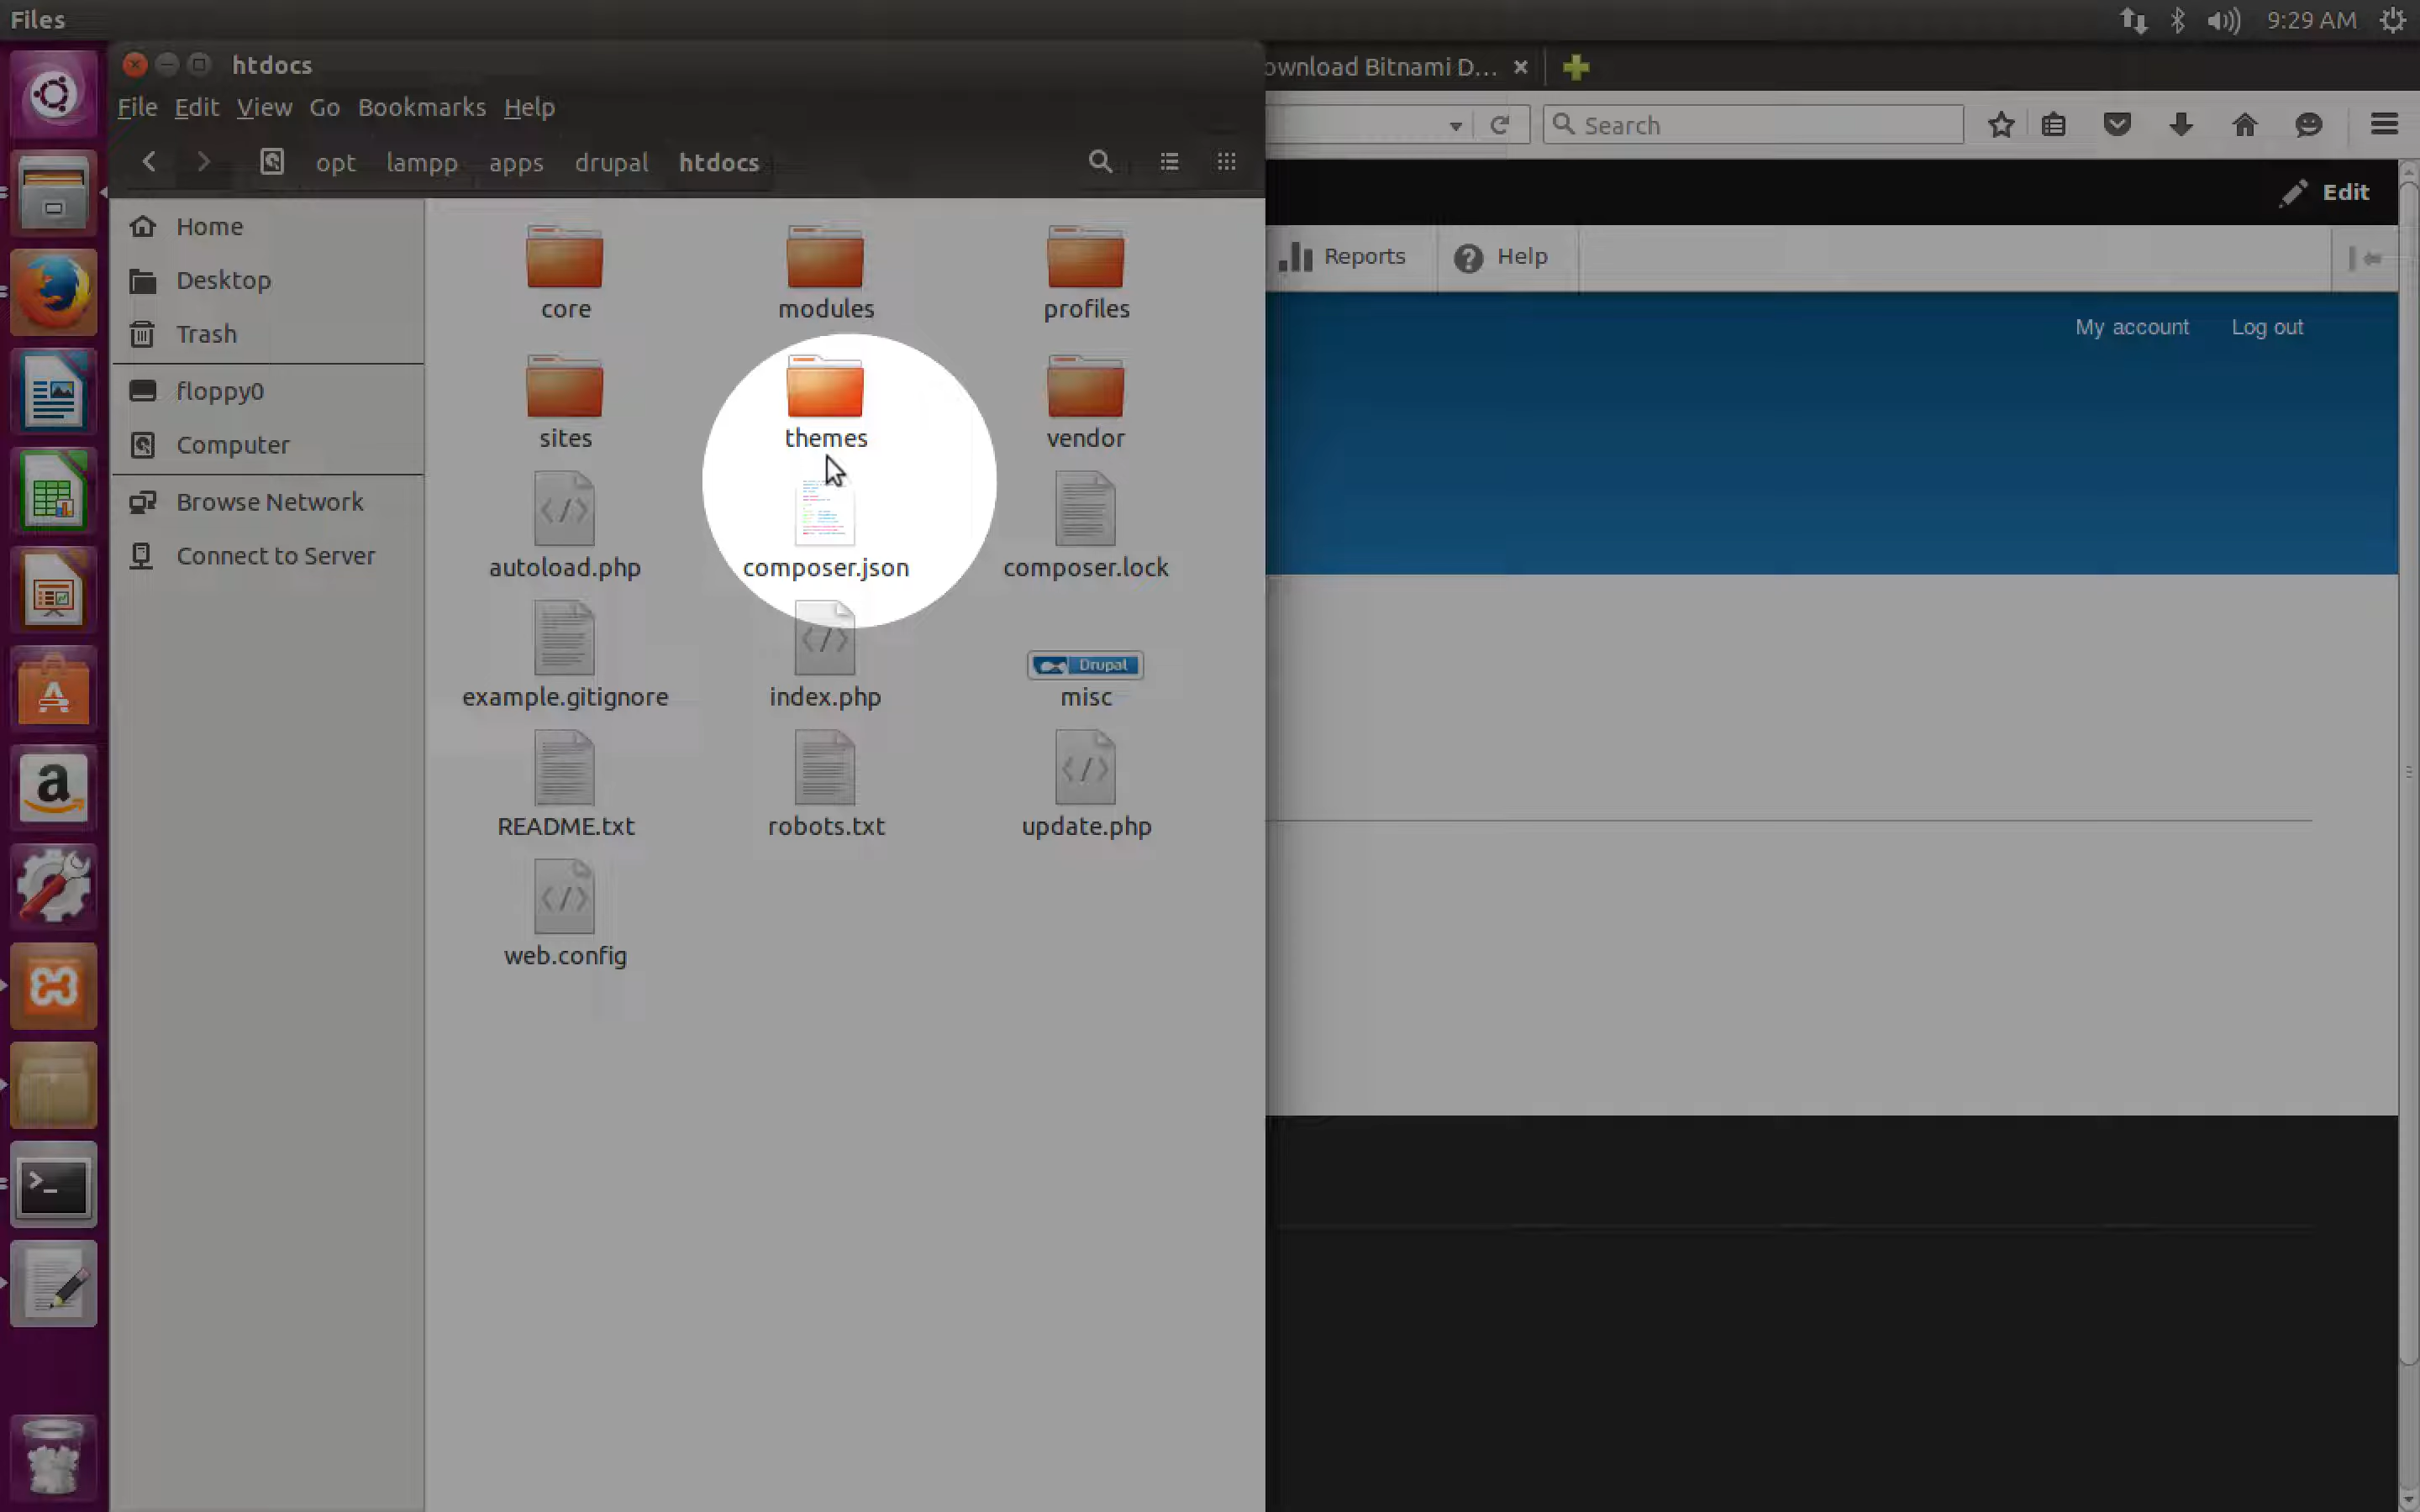 Files
9:29 AM
htdocs
ownload Bitnami D...
File Edit View Go Bookmarks Help
Search
opt lampp apps drupal htdocs
Edit
Home
Desktop
Trash
floppy0
Computer
Browse Network
Connect to Server
core modules profiles
sites themes vendor
autoload.php composer.json composer.lock
example.gitignore index.php misc
Drupal
README.txt robots.txt update.php
web.config
Reports Help
My account Log out